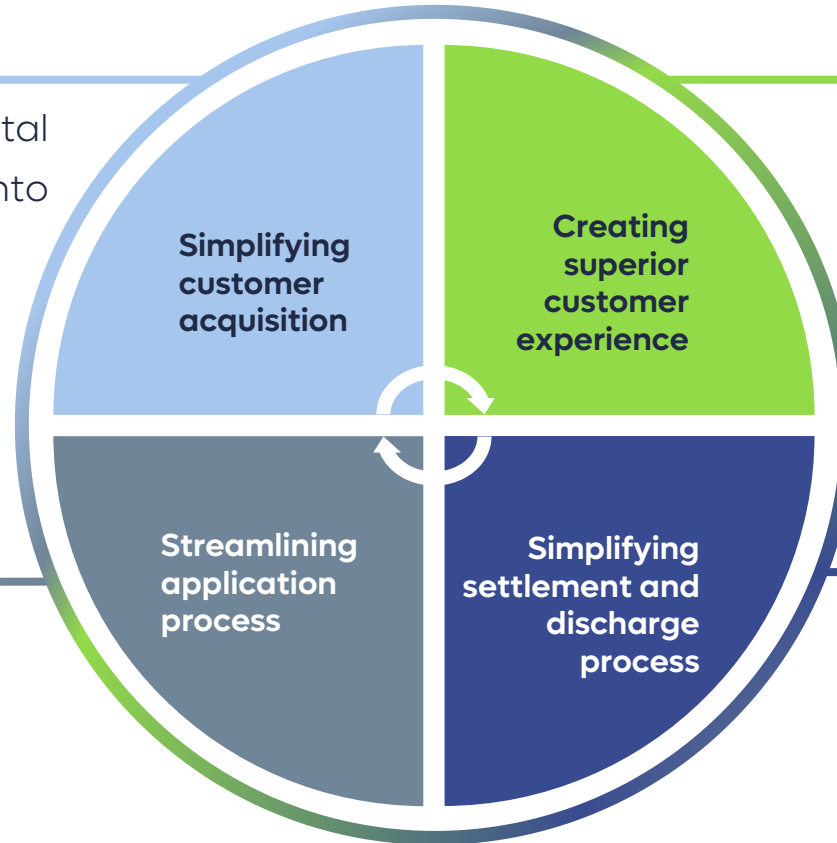 Simplifying
customer
acquisition
Creating
superior
customer
experience
Streamlining
application
process
Simplifying
settlement and
discharge
process